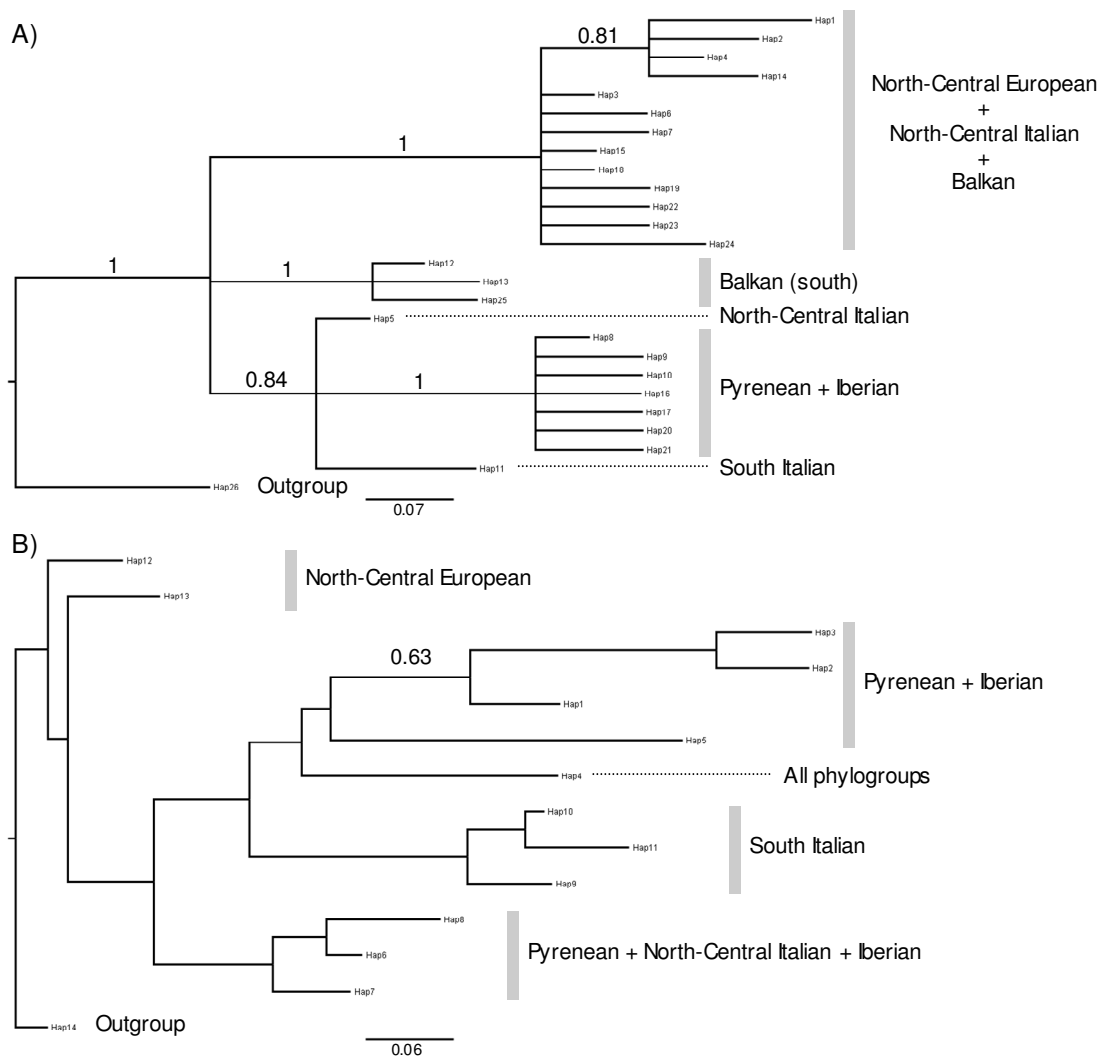 A)
0.81
Hap1
Hap2
Hap4
Hap14
Hap3
Hap6
Hap7
Hap15
Hap18
Hap19
Hap22
Hap23
Hap24
1
North-Central European
+
North-Central Italian
+
Balkan
1
1
Hap12
Hap13
Hap25
Balkan (south)
Hap5
North-Central Italian
0.84
1
Hap8
Hap9
Hap10
Hap16
Hap17
Hap20
Hap21
Pyrenean + Iberian
Hap11
South Italian
Hap26
Outgroup
0.07
B)
Hap12
Hap13
North-Central European
0.63
Hap3
Hap2
Hap1
Hap5
Pyrenean + Iberian
Hap4
All phylogroups
Hap10
Hap11
Hap9
South Italian
Hap8
Hap6
Hap7
Pyrenean + North-Central Italian + Iberian
Hap14
Outgroup
0.06